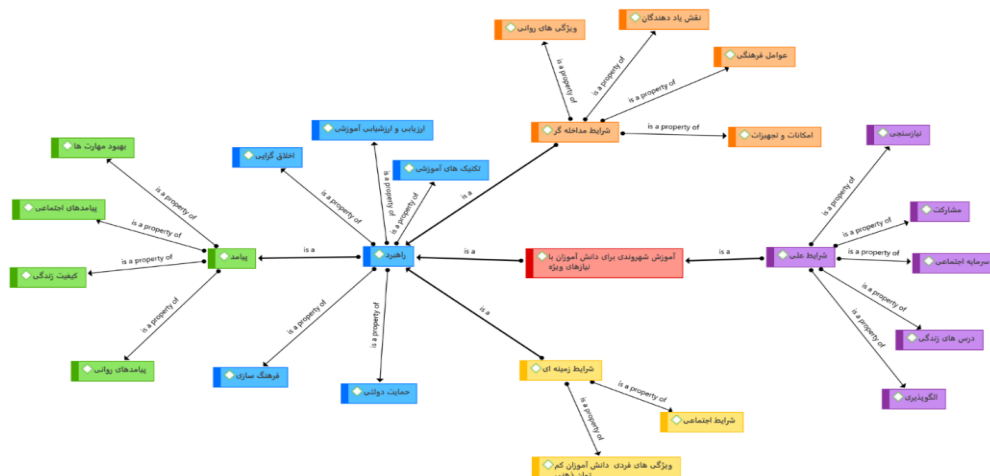 نقش یاد دهندگان
ویژگی های روانی
عوامل فرهنگی
is a property of
is a property of
is a property of
شرایط مداخله گر
is a property of
امکانات و تجهیزات
ارزیابی و ارزشیابی آموزشی
نیازسنجی
بهبود مهارت ها
اخلاق گرایی
تکنیک های آموزشی
is a property of
is a property of
is a property of
is a property of
is a property of
is a
پیامدهای اجتماعی
مشارکت
is a property of
is a property of
پیامد
is a
راهبرد
is a
آموزش شهروندی برای دانش آموزان با
نیازهای ویژه
is a
شرایط علی
is a property of
سرمایه اجتماعی
کیفیت زندگی
is a property of
is a property of
is a property of
is a property of
is a property of
is a property of
is a
درس های زندگی
پیامدهای روانی
فرهنگ سازی
حمایت دولتی
شرایط زمینه ای
الگوپذیری
is a property of
is a property of
شرایط اجتماعی
ویژگی های فردی دانش آموزان کم